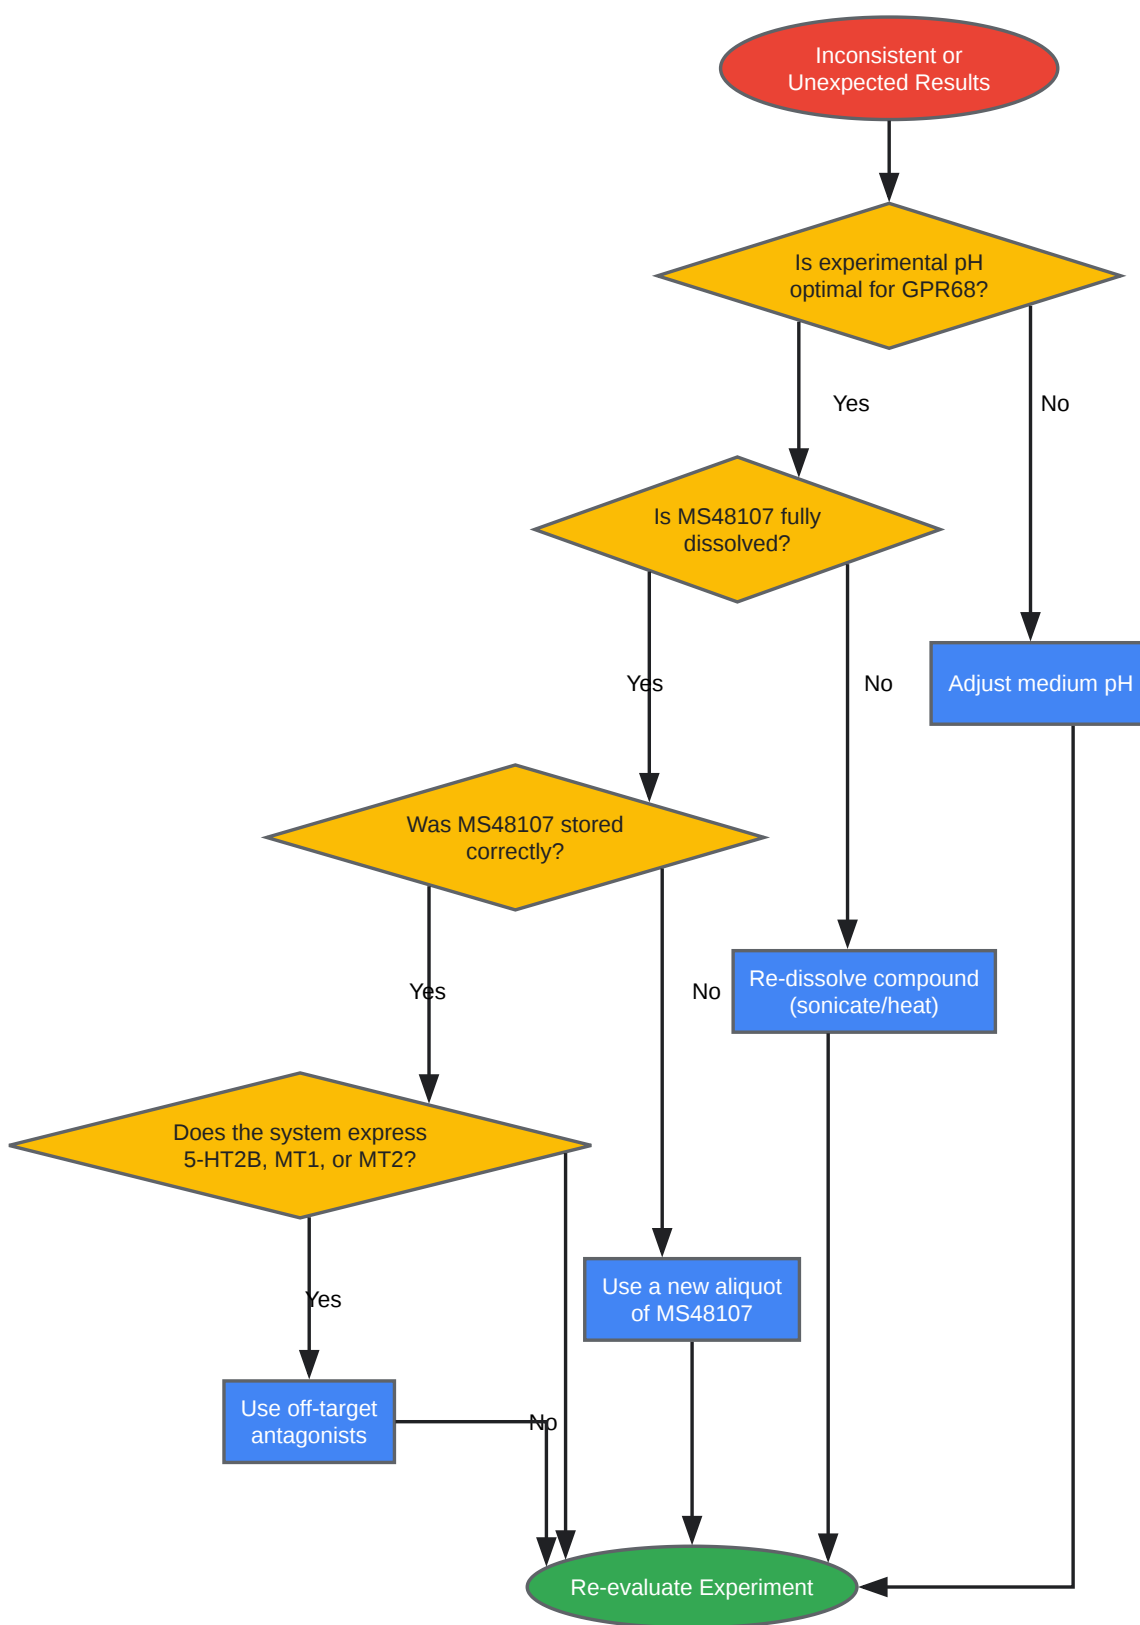 Inconsistent or
Unexpected Results
Is experimental pH
optimal for GPR68?
Yes
No
Is MS48107 fully
dissolved?
Yes
No
Adjust medium pH
Was MS48107 stored
correctly?
Yes
No
Re-dissolve compound
(sonicate/heat)
Does the system express
5-HT2B, MT1, or MT2?
Yes
Use a new aliquot
of MS48107
Use off-target
antagonists
No
Re-evaluate Experiment